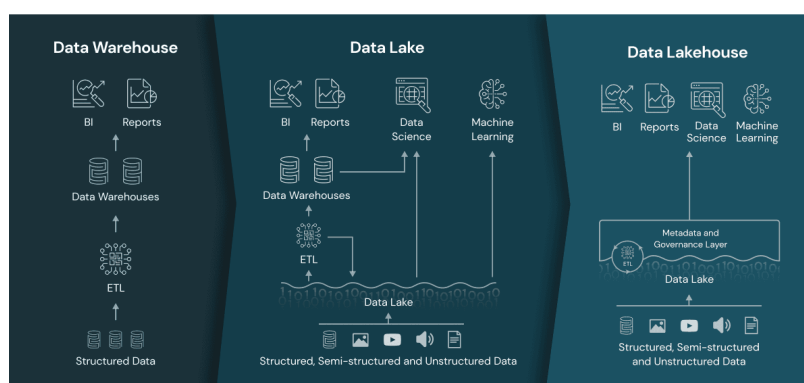 Data Warehouse
BI
Reports
Data Warehouses
ETL
Structured Data
Data Lake
BI
Reports
Data
Science
Machine
Learning
Data Warehouses
ETL
Data Lake
Structured, Semi-structured and Unstructured Data
Data Lakehouse
BI
Reports
Data
Science
Machine
Learning
Metadata and
Governance Layer
ETL
Data Lake
Structured, Semi-structured
and Unstructured Data